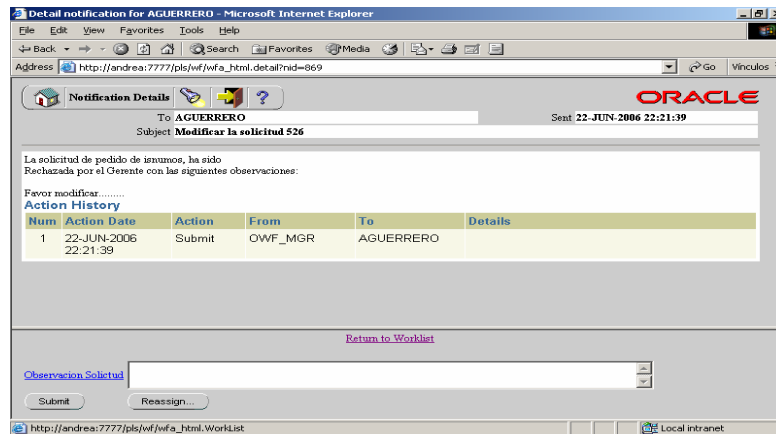 Detail notification for AGUERRERO - Microsoft Internet Explorer
File Edit View Favorites Tools Help
Back Search Favorites Media
Address http://andrea:7777/pls/wf/wfa_html.detail?nid=869 Go Vínculos
Notification Details ? ORACLE
To AGUERRERO Sent 22-JUN-2006 22:21:39
Subject Modificar la solicitud 526
La solicitud de pedido de isnumos, ha sido
Rechazada por el Gerente con las siguientes observaciones:
Favor modificar.........
Action History
Num Action Date Action From To Details
1 22-JUN-2006 Submit OWF_MGR AGUERRERO
22:21:39
Return to Worklist
Observacion Solictud
Submit Reassign...
http://andrea:7777/pls/wf/wfa_html.WorkList Local intranet